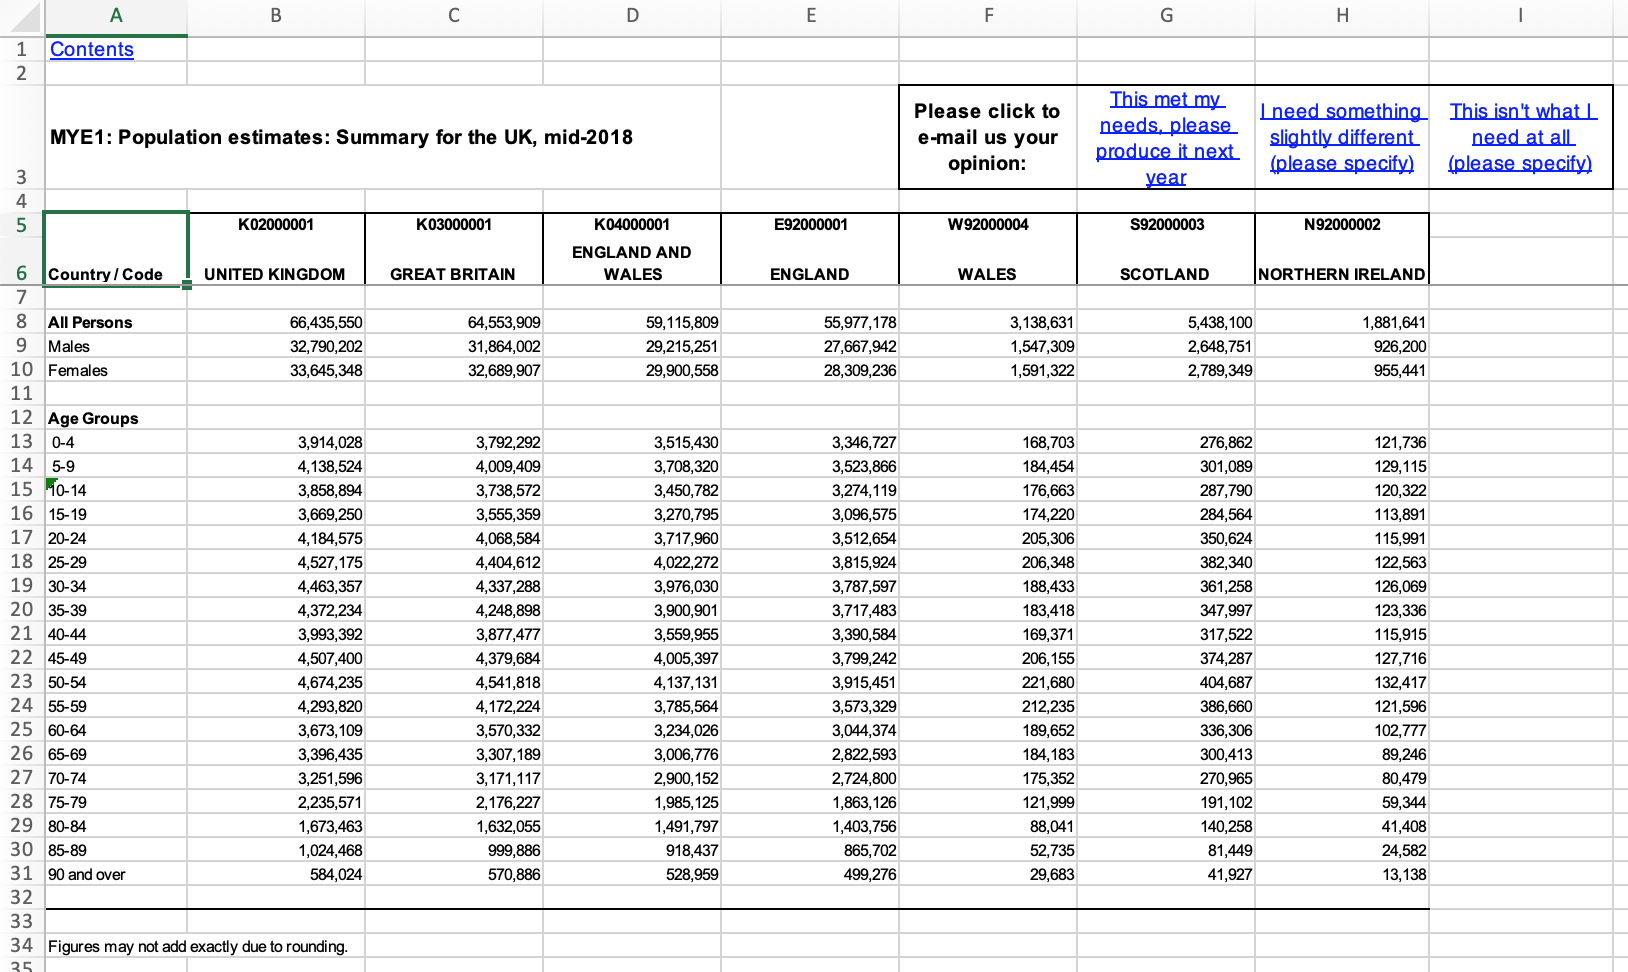 A B C D E F G H I
1 Contents
2
3 MYE1: Population estimates: Summary for the UK, mid-2018 Please click to e-mail us your opinion: This met my needs, please produce it next year I need something slightly different (please specify) This isn't what I need at all (please specify)
4
5 K02000001 K03000001 K04000001 E92000001 W92000004 S92000003 N92000002
6 Country / Code UNITED KINGDOM GREAT BRITAIN ENGLAND AND WALES ENGLAND WALES SCOTLAND NORTHERN IRELAND
7
8 All Persons 66,435,550 64,553,909 59,115,809 55,977,178 3,138,631 5,438,100 1,881,641
9 Males 32,790,202 31,864,002 29,215,251 27,667,942 1,547,309 2,648,751 926,200
10 Females 33,645,348 32,689,907 29,900,558 28,309,236 1,591,322 2,789,349 955,441
11
12 Age Groups
13 0-4 3,914,028 3,792,292 3,515,430 3,346,727 168,703 276,862 121,736
14 5-9 4,138,524 4,009,409 3,708,320 3,523,866 184,454 301,089 129,115
15 10-14 3,858,894 3,738,572 3,450,782 3,274,119 176,663 287,790 120,322
16 15-19 3,669,250 3,555,359 3,270,795 3,096,575 174,220 284,564 113,891
17 20-24 4,184,575 4,068,584 3,717,960 3,512,654 205,306 350,624 115,991
18 25-29 4,527,175 4,404,612 4,022,272 3,815,924 206,348 382,340 122,563
19 30-34 4,463,357 4,337,288 3,976,030 3,787,597 188,433 361,258 126,069
20 35-39 4,372,234 4,248,898 3,900,901 3,717,483 183,418 347,997 123,336
21 40-44 3,993,392 3,877,477 3,559,955 3,390,584 169,371 317,522 115,915
22 45-49 4,507,400 4,379,684 4,005,397 3,799,242 206,155 374,287 127,716
23 50-54 4,674,235 4,541,818 4,137,131 3,915,451 221,680 404,687 132,417
24 55-59 4,293,820 4,172,224 3,785,564 3,573,329 212,235 386,660 121,596
25 60-64 3,673,109 3,570,332 3,234,026 3,044,374 189,652 336,306 102,777
26 65-69 3,396,435 3,307,189 3,006,776 2,822,593 184,183 300,413 89,246
27 70-74 3,251,596 3,171,117 2,900,152 2,724,800 175,352 270,965 80,479
28 75-79 2,235,571 2,176,227 1,985,125 1,863,126 121,999 191,102 59,344
29 80-84 1,673,463 1,632,055 1,491,797 1,403,756 88,041 140,258 41,408
30 85-89 1,024,468 999,886 918,437 865,702 52,735 81,449 24,582
31 90 and over 584,024 570,886 528,959 499,276 29,683 41,927 13,138
32
33
34 Figures may not add exactly due to rounding.
35